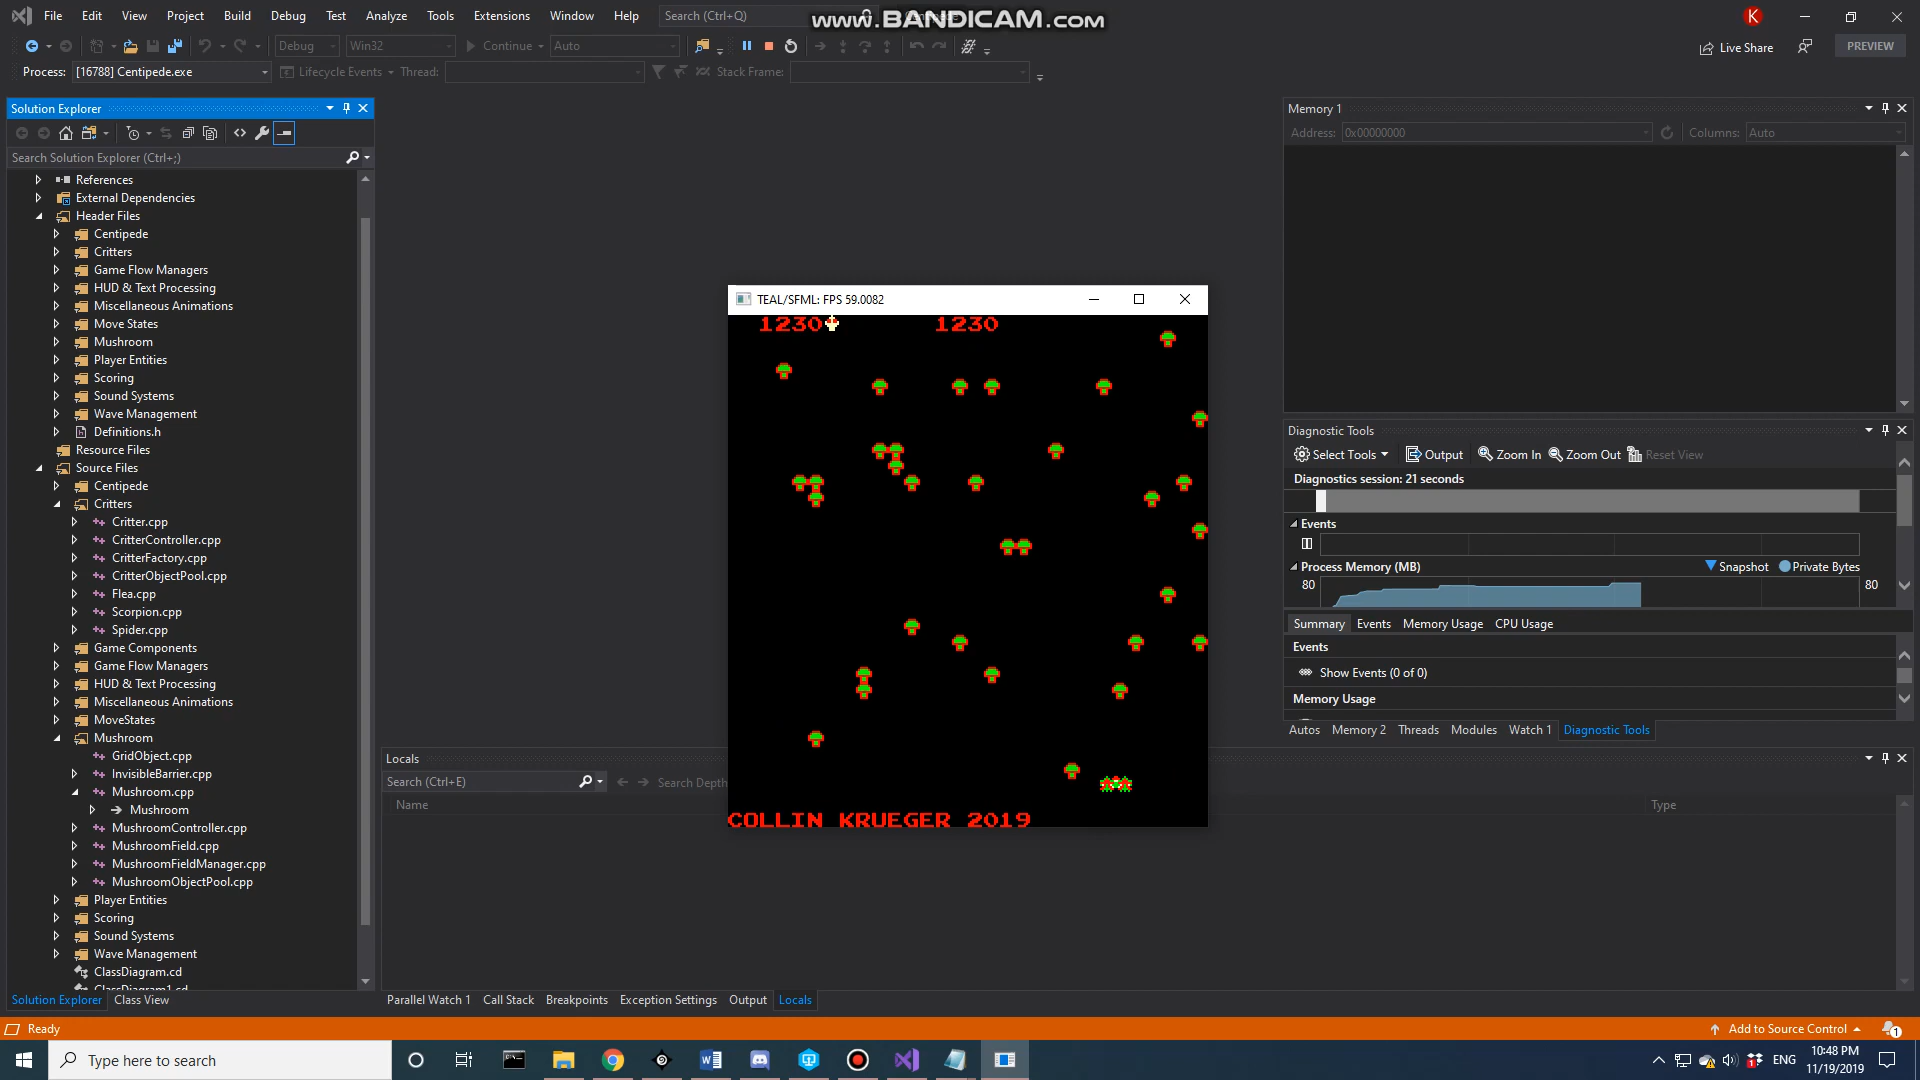 File Edit View Project Build Debug Test Analyze Tools Extensions Window Help Search (Ctrl+Q)
www.BANDICAM.com
K
Debug Win32 Continue Auto
Live Share PREVIEW
Process: [16788] Centipede.exe Lifecycle Events Thread: Stack Frame:
Solution Explorer
Search Solution Explorer (Ctrl+;)
References
External Dependencies
Header Files
Centipede
Critters
Game Flow Managers
HUD & Text Processing
Miscellaneous Animations
Move States
Mushroom
Player Entities
Scoring
Sound Systems
Wave Management
Definitions.h
Resource Files
Source Files
Centipede
Critters
Critter.cpp
CritterController.cpp
CritterFactory.cpp
CritterObjectPool.cpp
Flea.cpp
Scorpion.cpp
Spider.cpp
Game Components
Game Flow Managers
HUD & Text Processing
Miscellaneous Animations
MoveStates
Mushroom
GridObject.cpp
InvisibleBarrier.cpp
Mushroom.cpp
Mushroom
MushroomController.cpp
MushroomField.cpp
MushroomFieldManager.cpp
MushroomObjectPool.cpp
Player Entities
Scoring
Sound Systems
Wave Management
ClassDiagram.cd
ClassDiagram1.cd
Solution Explorer Class View
TEAL/SFML: FPS 59.0082
1230 1230
COLLIN KRUEGER 2019
Locals
Search (Ctrl+E) Search Depth
Name Type
Parallel Watch 1 Call Stack Breakpoints Exception Settings Output Locals
Memory 1
Address: 0x00000000 Columns: Auto
Diagnostic Tools
Select Tools Output Zoom In Zoom Out Reset View
Diagnostics session: 21 seconds
Events
Process Memory (MB) Snapshot Private Bytes
80 80
Summary Events Memory Usage CPU Usage
Events
Show Events (0 of 0)
Memory Usage
Autos Memory 2 Threads Modules Watch 1 Diagnostic Tools
Ready Add to Source Control 1
Type here to search
ENG
10:48 PM
11/19/2019